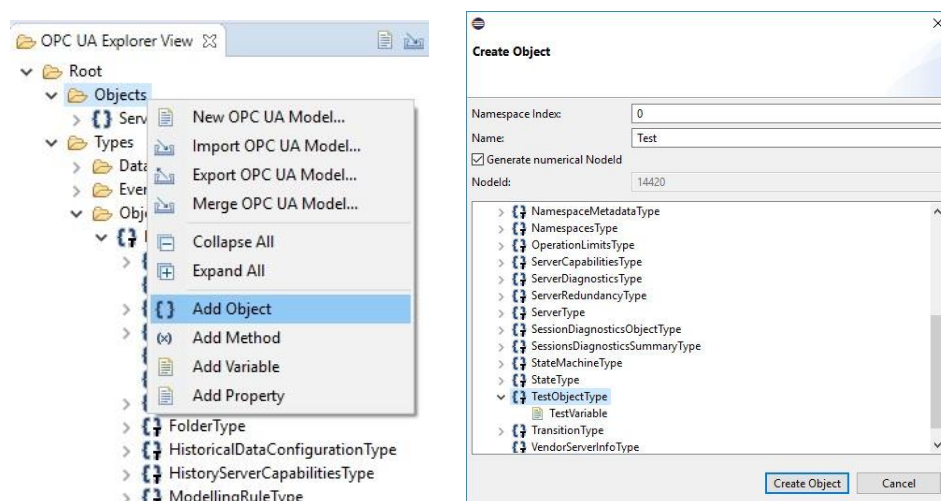 OPC UA Explorer View
Root
Objects
Serv
Types
Data
Even
Obj
New OPC UA Model...
Import OPC UA Model...
Export OPC UA Model...
Merge OPC UA Model...
Collapse All
Expand All
Add Object
Add Method
Add Variable
Add Property
FolderType
HistoricalDataConfigurationType
HistoryServerCapabilitiesType
ModellingRuleType
Create Object
Namespace Index: 0
Name: Test
Generate numerical NodeId
NodeId: 14420
NamespaceMetadataType
NamespacesType
OperationLimitsType
ServerCapabilitiesType
ServerDiagnosticsType
ServerRedundancyType
ServerType
SessionDiagnosticsObjectType
SessionsDiagnosticsSummaryType
StateMachineType
StateType
TestObjectType
TestVariable
TransitionType
VendorServerInfoType
Create Object Cancel